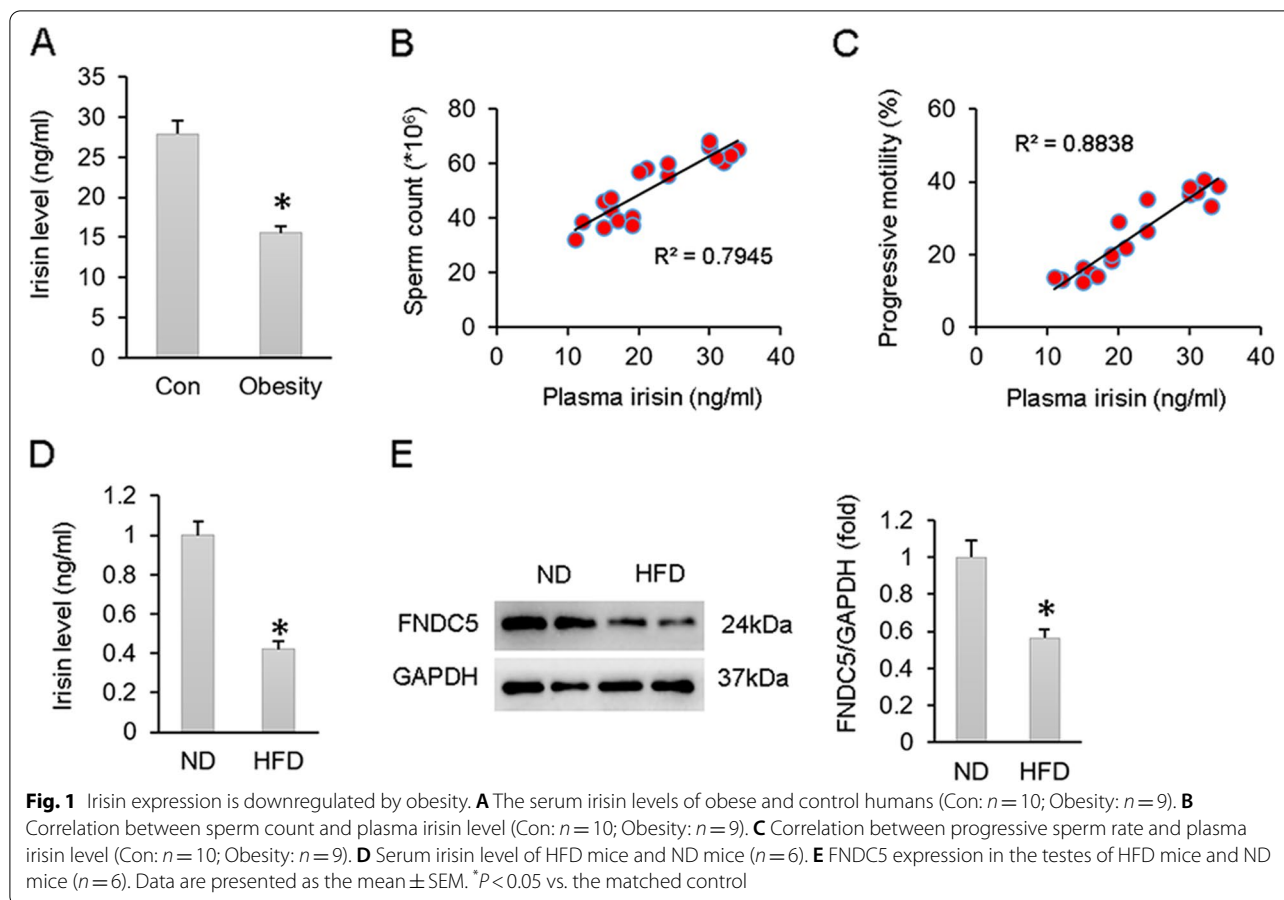 A
Irisin level (ng/ml)
35
30
25
20
15
10
5
0
*
Con Obesity
B
Sperm count (*10⁶)
80
60
40
20
0
R² = 0.7945
0 10 20 30 40
Plasma irisin (ng/ml)
C
Progressive motility (%)
60
40
20
0
R² = 0.8838
0 10 20 30 40
Plasma irisin (ng/ml)
D
Irisin level (ng/ml)
1.2
1
0.8
0.6
0.4
0.2
0
*
ND HFD
E
ND HFD
FNDC5 24kDa
GAPDH 37kDa
FNDC5/GAPDH (fold)
1.2
1
0.8
0.6
0.4
0.2
0
*
ND HFD
Fig. 1 Irisin expression is downregulated by obesity. A The serum irisin levels of obese and control humans (Con: n = 10; Obesity: n = 9). B
Correlation between sperm count and plasma irisin level (Con: n = 10; Obesity: n = 9). C Correlation between progressive sperm rate and plasma
irisin level (Con: n = 10; Obesity: n = 9). D Serum irisin level of HFD mice and ND mice (n = 6). E FNDC5 expression in the testes of HFD mice and ND
mice (n = 6). Data are presented as the mean ± SEM. *P < 0.05 vs. the matched control